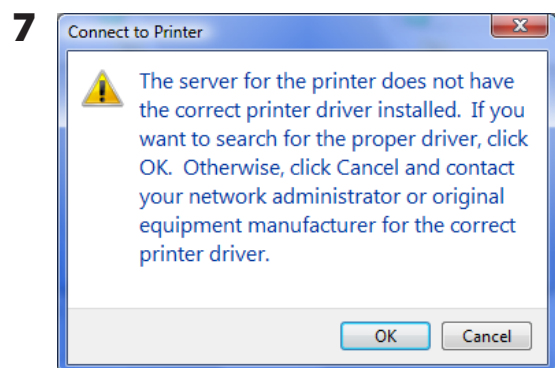 7
Connect to Printer
The server for the printer does not have
the correct printer driver installed.  If you
want to search for the proper driver, click
OK.  Otherwise, click Cancel and contact
your network administrator or original
equipment manufacturer for the correct
printer driver.
OK
Cancel